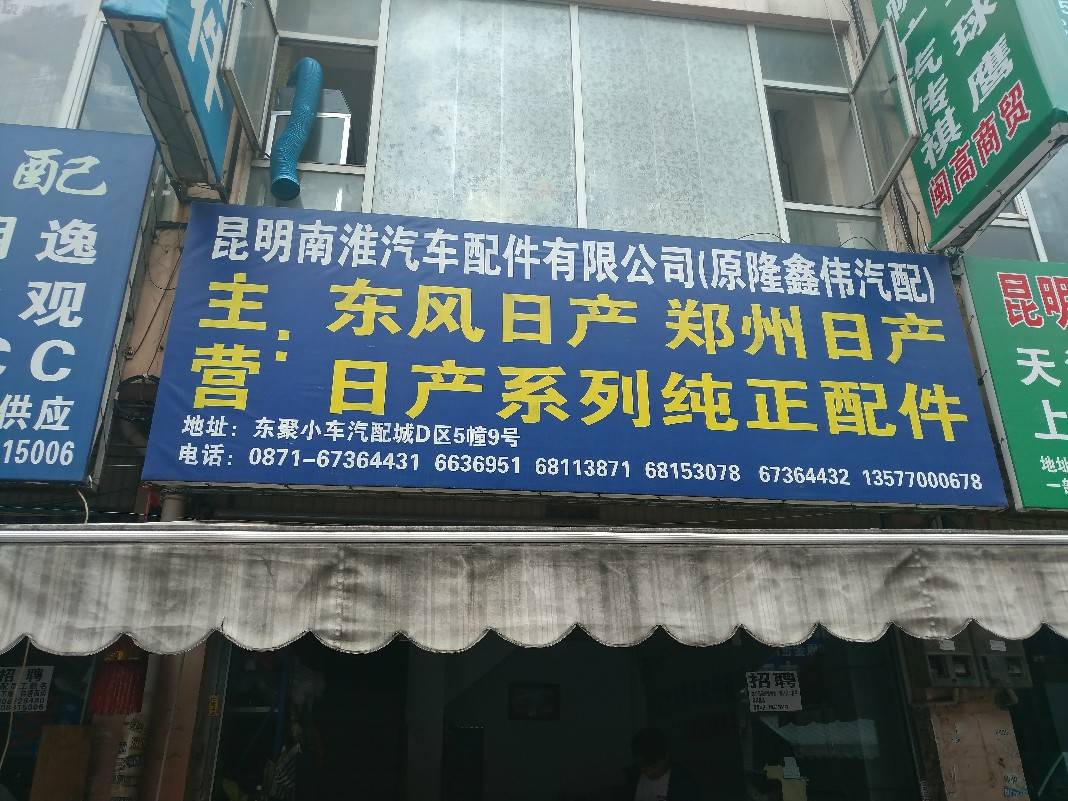 昆明南淮汽车配件有限公司(原隆鑫伟汽配)
主营: 东风日产 郑州日产
日产系列纯正配件
地址: 东聚小车汽配城D区5幢9号
电话: 0871-67364431 6636951 68113871 68153078 67364432 13577000678
配
逸
观
CC
供应
15006
汽传祺
球鹰
闽高商贸
昆明
天
上
地址
招聘
招聘